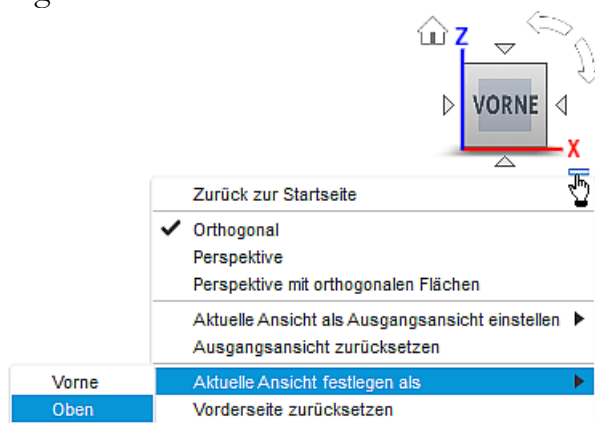 Z
VORNE
X
Zurück zur Startseite
Orthogonal
Perspektive
Perspektive mit orthogonalen Flächen
Aktuelle Ansicht als Ausgangsansicht einstellen
Ausgangsansicht zurücksetzen
Aktuelle Ansicht festlegen als
Vorderseite zurücksetzen
Vorne
Oben